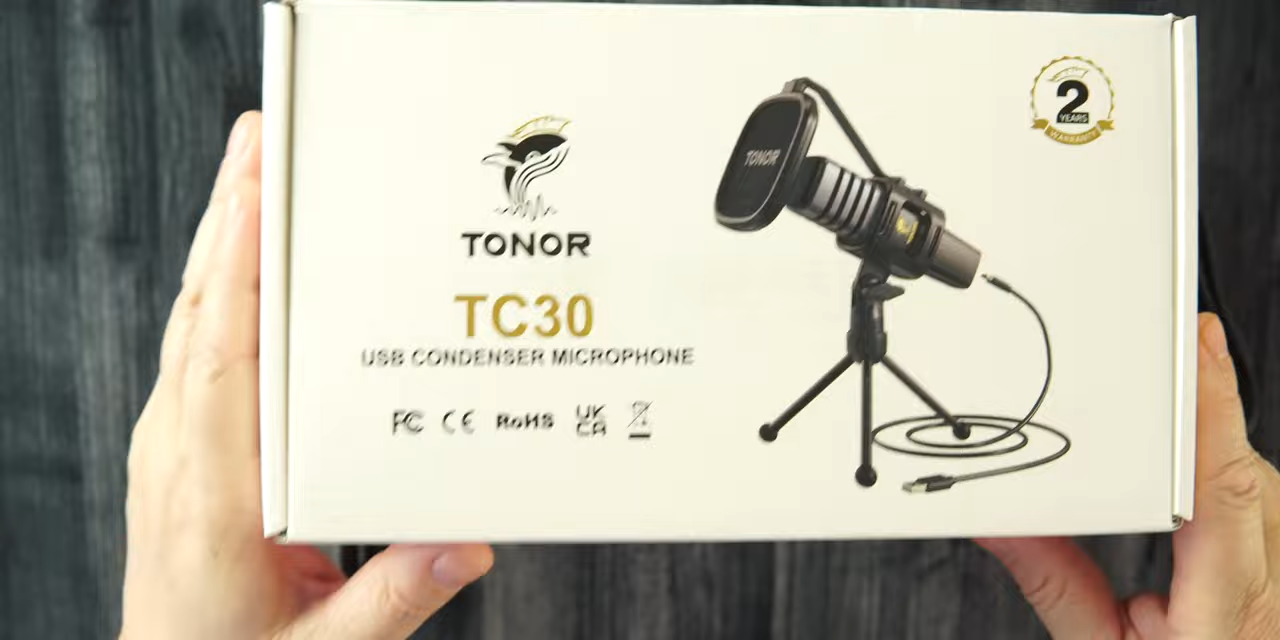 TONOR
TC30
USB CONDENSER MICROPHONE
FC CE RoHS UK
CA
TONOR
2
YEARS
WARRANTY